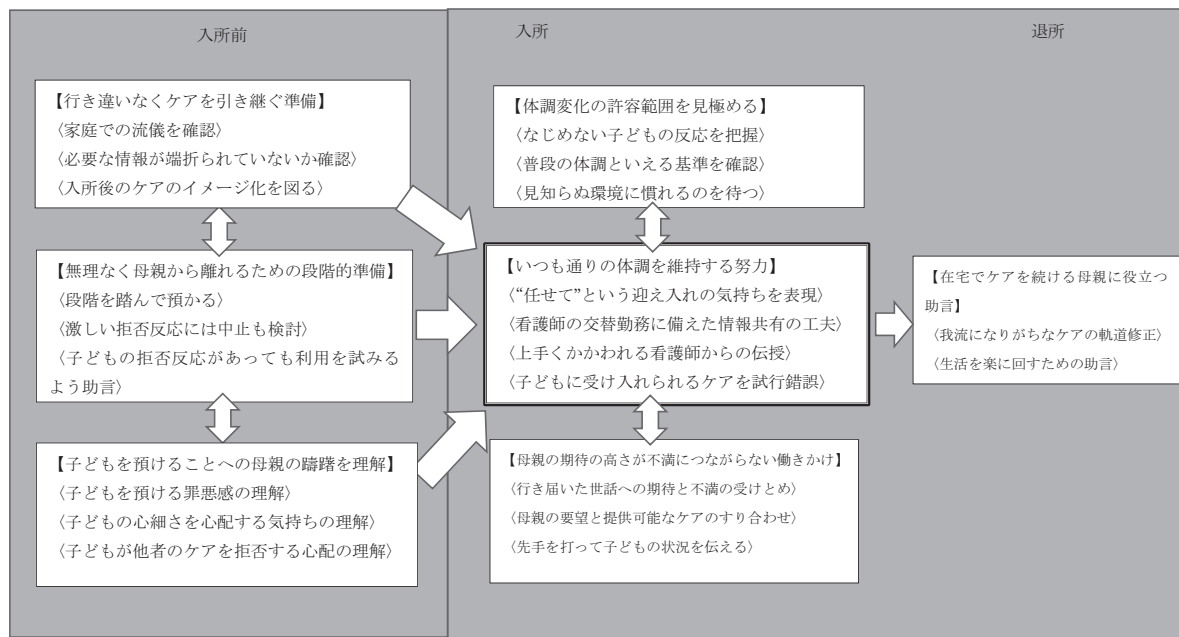 入所前
【行き違いなくケアを引き継ぐ準備】
〈家庭での流儀を確認〉
〈必要な情報が端折られていないか確認〉
〈入所後のケアのイメージ化を図る〉
【無理なく母親から離れるための段階的準備】
〈段階を踏んで預かる〉
〈激しい拒否反応には中止も検討〉
〈子どもの拒否反応があっても利用を試みる
よう助言〉
【子どもを預けることへの母親の躊躇を理解】
〈子どもを預ける罪悪感の理解〉
〈子どもの心細さを心配する気持ちの理解〉
〈子どもが他者のケアを拒否する心配の理解〉
入所
【体調変化の許容範囲を見極める】
〈なじめない子どもの反応を把握〉
〈普段の体調といえる基準を確認〉
〈見知らぬ環境に慣れるのを待つ〉
【いつも通りの体調を維持する努力】
〈“任せて”という迎え入れの気持ちを表現〉
〈看護師の交替勤務に備えた情報共有の工夫〉
〈上手くかかわれる看護師からの伝授〉
〈子どもに受け入れられるケアを試行錯誤〉
【母親の期待の高さが不満につながらない働きかけ】
〈行き届いた世話への期待と不満の受けとめ〉
〈母親の要望と提供可能なケアのすり合わせ〉
〈先手を打って子どもの状況を伝える〉
退所
【在宅でケアを続ける母親に役立つ
助言】
〈我流になりがちなケアの軌道修正〉
〈生活を楽に回すための助言〉